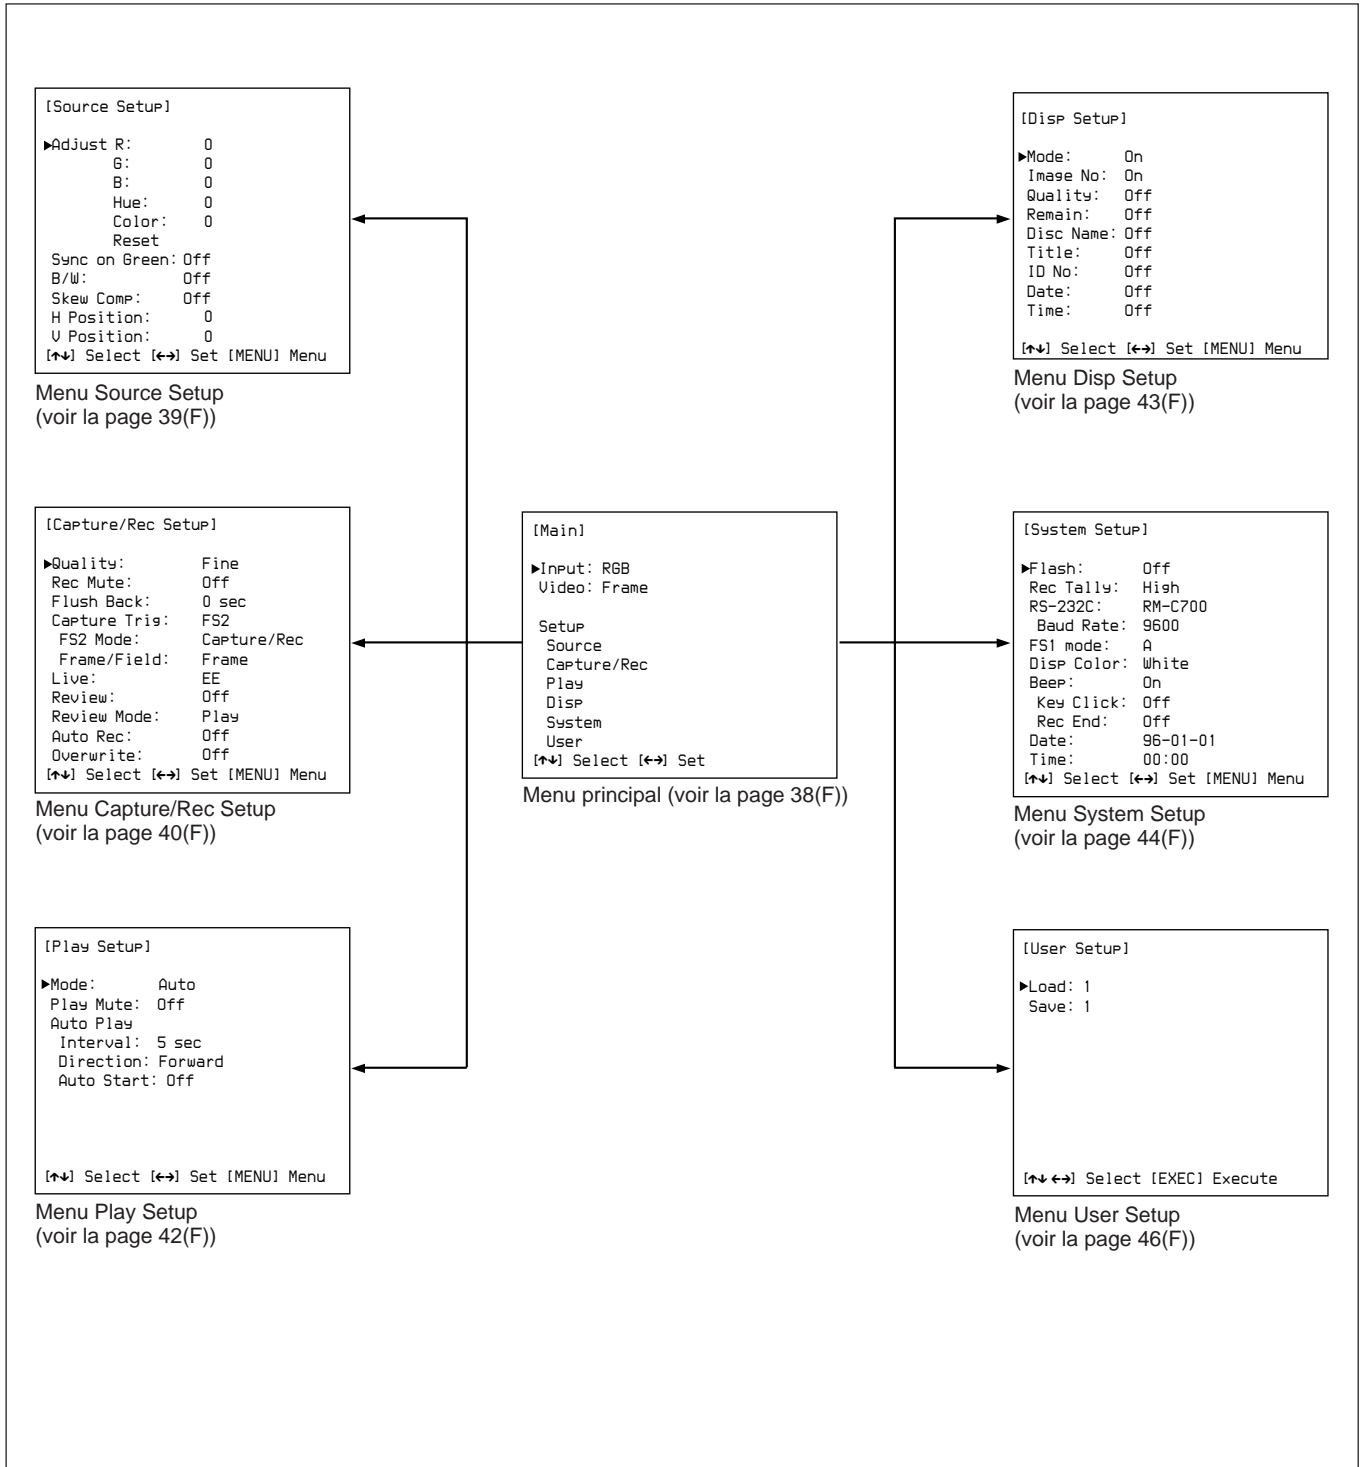 [Source Setup]
▶Adjust R: 0
G: 0
B: 0
Hue: 0
Color: 0
Reset
Sync on Green: Off
B/W: Off
Skew Comp: Off
H Position: 0
V Position: 0
[↑↓] Select [←→] Set [MENU] Menu
Menu Source Setup
(voir la page 39(F))
[Capture/Rec Setup]
▶Quality: Fine
Rec Mute: Off
Flush Back: 0 sec
Capture Trig: FS2
FS2 Mode: Capture/Rec
Frame/Field: Frame
Live: EE
Review: Off
Review Mode: Play
Auto Rec: Off
Overwrite: Off
[↑↓] Select [←→] Set [MENU] Menu
Menu Capture/Rec Setup
(voir la page 40(F))
[Play Setup]
▶Mode: Auto
Play Mute: Off
Auto Play
Interval: 5 sec
Direction: Forward
Auto Start: Off
[↑↓] Select [←→] Set [MENU] Menu
Menu Play Setup
(voir la page 42(F))
[Main]
▶Input: RGB
Video: Frame
Setup
Source
Capture/Rec
Play
Disp
System
User
[↑↓] Select [←→] Set
Menu principal (voir la page 38(F))
[Disp Setup]
▶Mode: On
Image No: On
Quality: Off
Remain: Off
Disc Name: Off
Title: Off
ID No: Off
Date: Off
Time: Off
[↑↓] Select [←→] Set [MENU] Menu
Menu Disp Setup
(voir la page 43(F))
[System Setup]
▶Flash: Off
Rec Tally: High
RS-232C: RM-C700
Baud Rate: 9600
FS1 mode: A
Disp Color: White
Beep: On
Key Click: Off
Rec End: Off
Date: 96-01-01
Time: 00:00
[↑↓] Select [←→] Set [MENU] Menu
Menu System Setup
(voir la page 44(F))
[User Setup]
▶Load: 1
Save: 1
[↑↓ ←→] Select [EXEC] Execute
Menu User Setup
(voir la page 46(F))